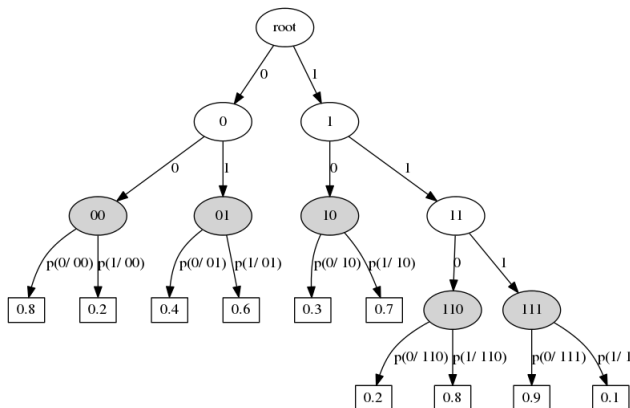 root
0 1
0 1
0 1 0 1
00 01 10 11
p(0/ 00) p(1/ 00) p(0/ 01) p(1/ 01) p(0/ 10) p(1/ 10) 0 1
0.8 0.2 0.4 0.6 0.3 0.7 110 111
p(0/ 110) p(1/ 110) p(0/ 111) p(1/ 1
0.2 0.8 0.9 0.1